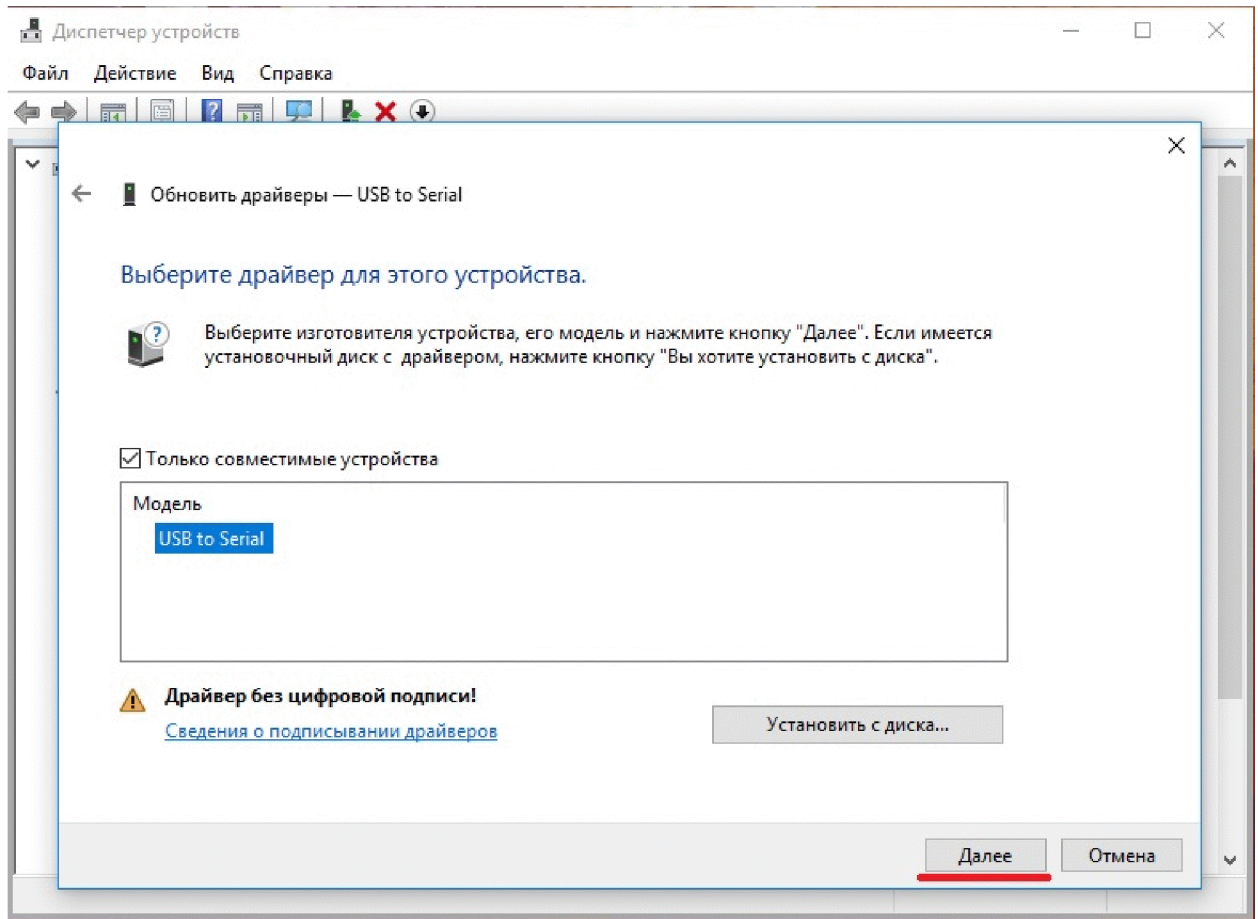 Диспетчер устройств
Файл Действие Вид Справка
Обновить драйверы — USB to Serial
Выберите драйвер для этого устройства.
Выберите изготовителя устройства, его модель и нажмите кнопку "Далее". Если имеется
установочный диск с драйвером, нажмите кнопку "Вы хотите установить с диска".
Только совместимые устройства
Модель
USB to Serial
Драйвер без цифровой подписи!
Сведения о подписывании драйверов
Установить с диска...
Далее Отмена